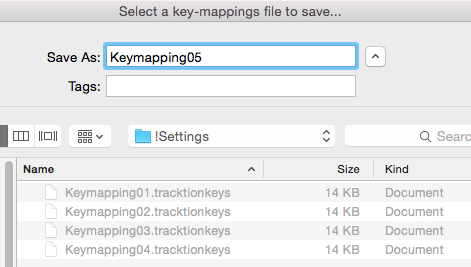 Select a key-mappings file to save...
Save As: Keymapping05
Tags:
!Settings Searc
Name Size Kind
Keymapping01.tracktionkeys 14 KB Document
Keymapping02.tracktionkeys 14 KB Document
Keymapping03.tracktionkeys 14 KB Document
Keymapping04.tracktionkeys 14 KB Document